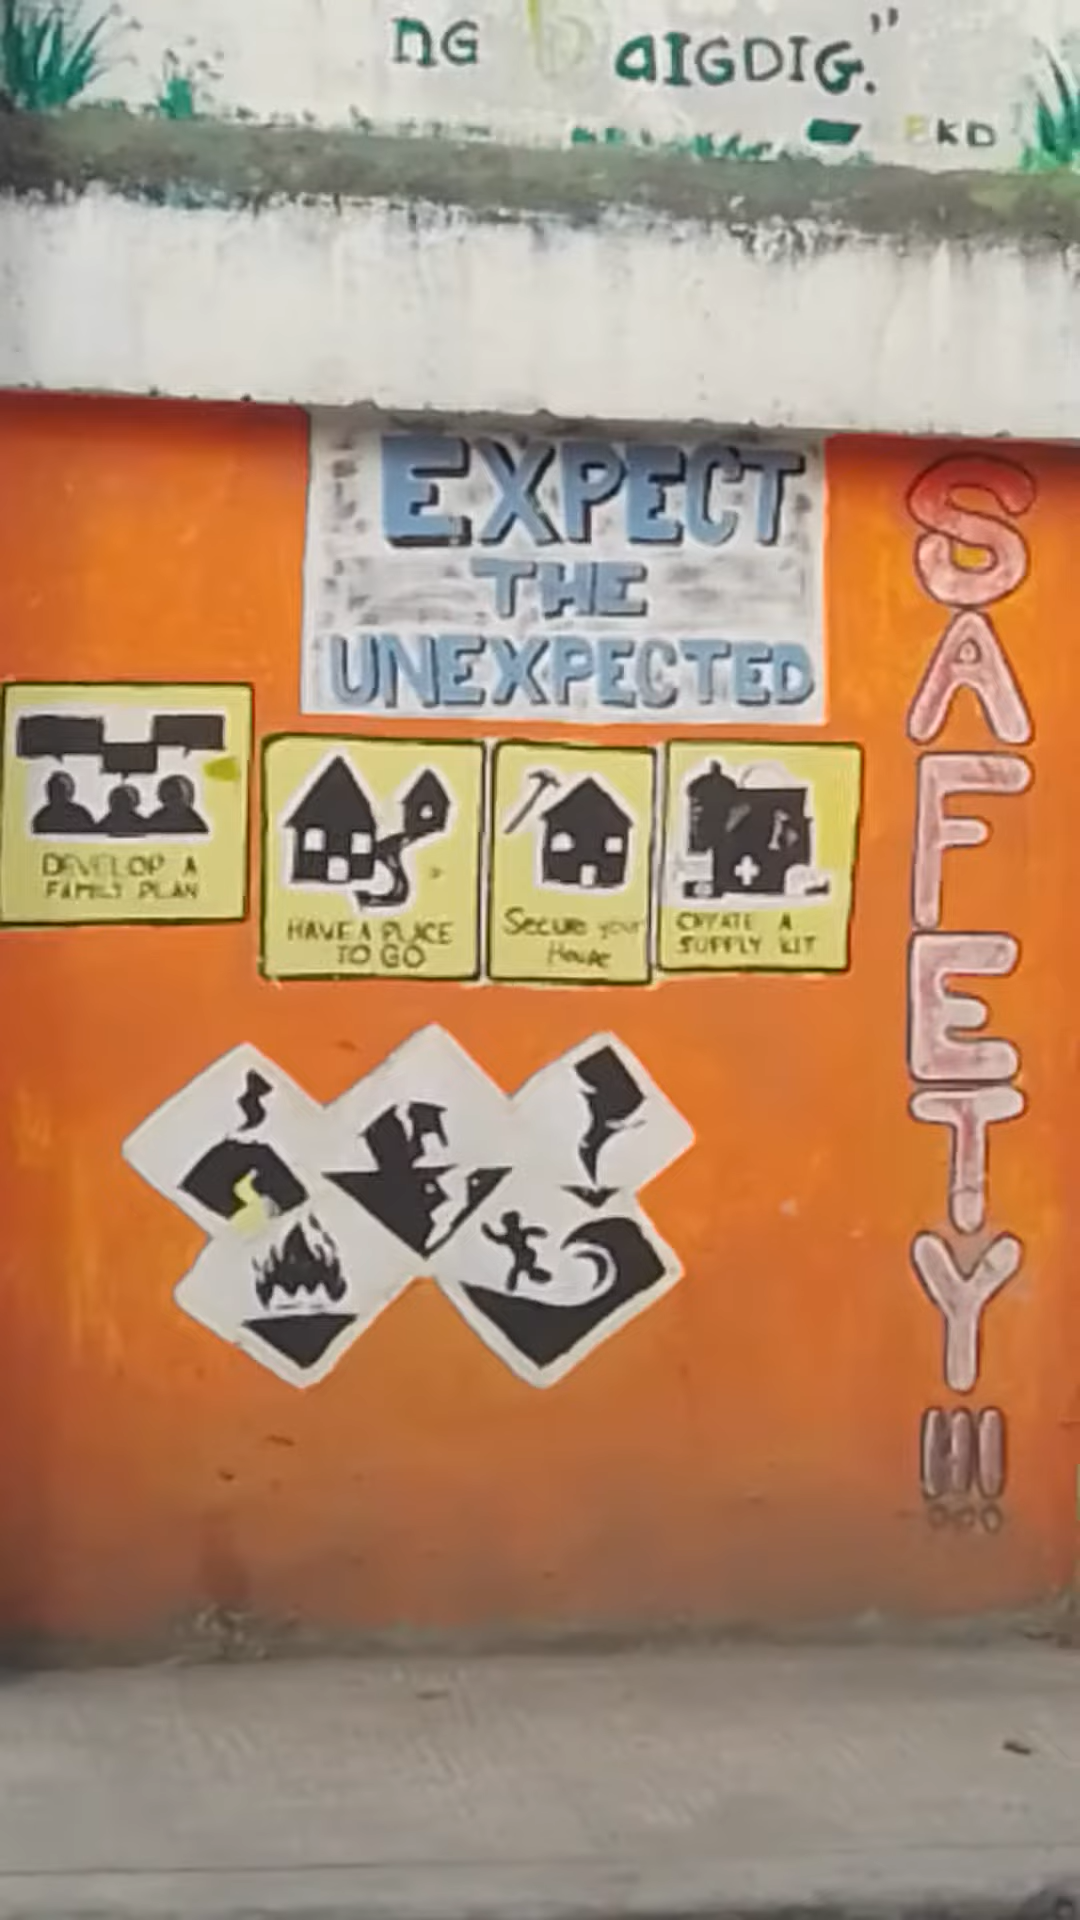 NG   AIGDIG."
KD
EXPECT
THE
UNEXPECTED
SAFETY!!!
DEVELOP A
FAMILY PLAN
HAVE A PLACE
TO GO
Secure your
House
CREATE A
SUPPLY KIT